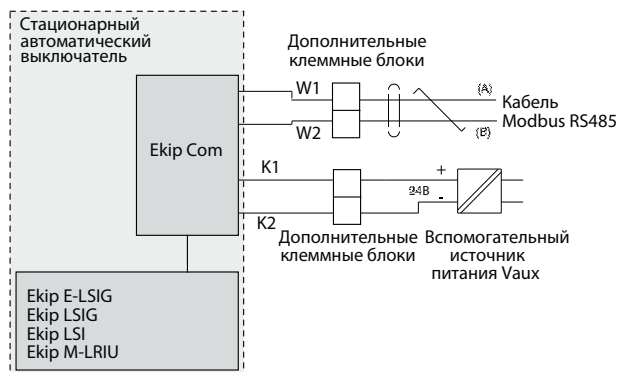 Стационарный
автоматический
выключатель
Дополнительные
клеммные блоки
W1
(A)
Кабель
Modbus RS485
W2
(B)
Ekip Com
K1
+
24В
-
K2
Дополнительные
клеммные блоки
Вспомогательный
источник
питания Vaux
Ekip E-LSIG
Ekip LSIG
Ekip LSI
Ekip M-LRIU